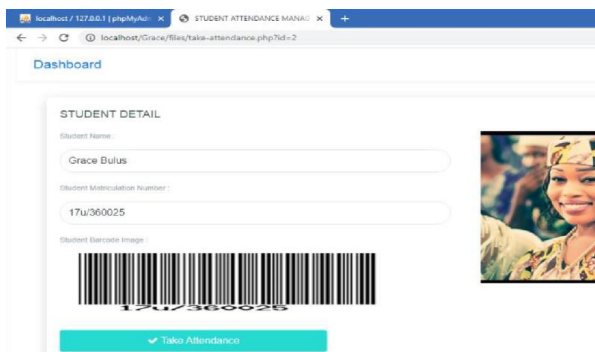 localhost / 127.0.0.1 | phpMyAd
STUDENT ATTENDANCE MANAG
localhost/Grace/files/take-attendance.php?id=2
Dashboard
STUDENT DETAIL
Student Name :
Grace Bulus
Student Matriculation Number :
17u/360025
Student Barcode Image :
17u/360025
Take Attendance